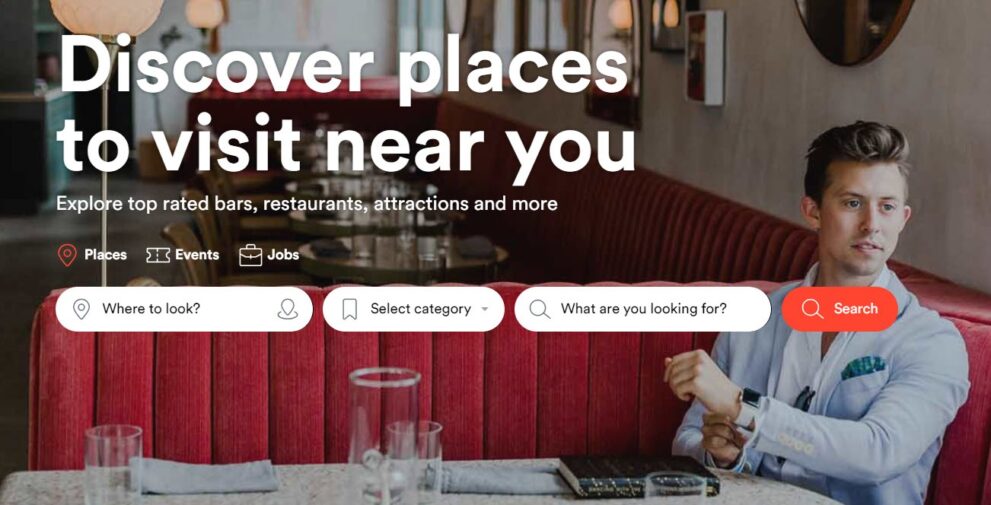 Discover places
to visit near you
Explore top rated bars, restaurants, attractions and more
Places Events Jobs
Where to look? Select category What are you looking for? Search